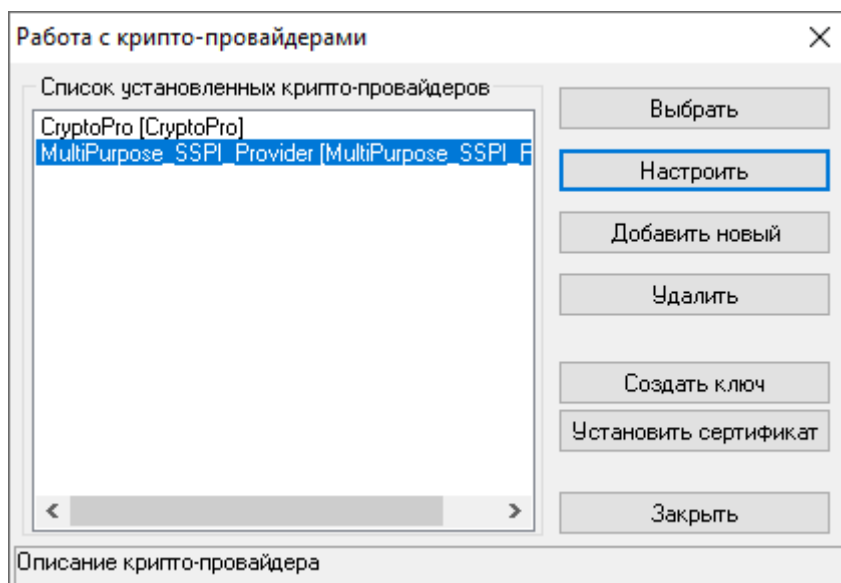 Работа с крипто-провайдерами
Список установленных крипто-провайдеров
CryptoPro [CryptoPro]
MultiPurpose_SSPI_Provider [MultiPurpose_SSPI_P
Выбрать
Настроить
Добавить новый
Удалить
Создать ключ
Установить сертификат
Закрыть
Описание крипто-провайдера